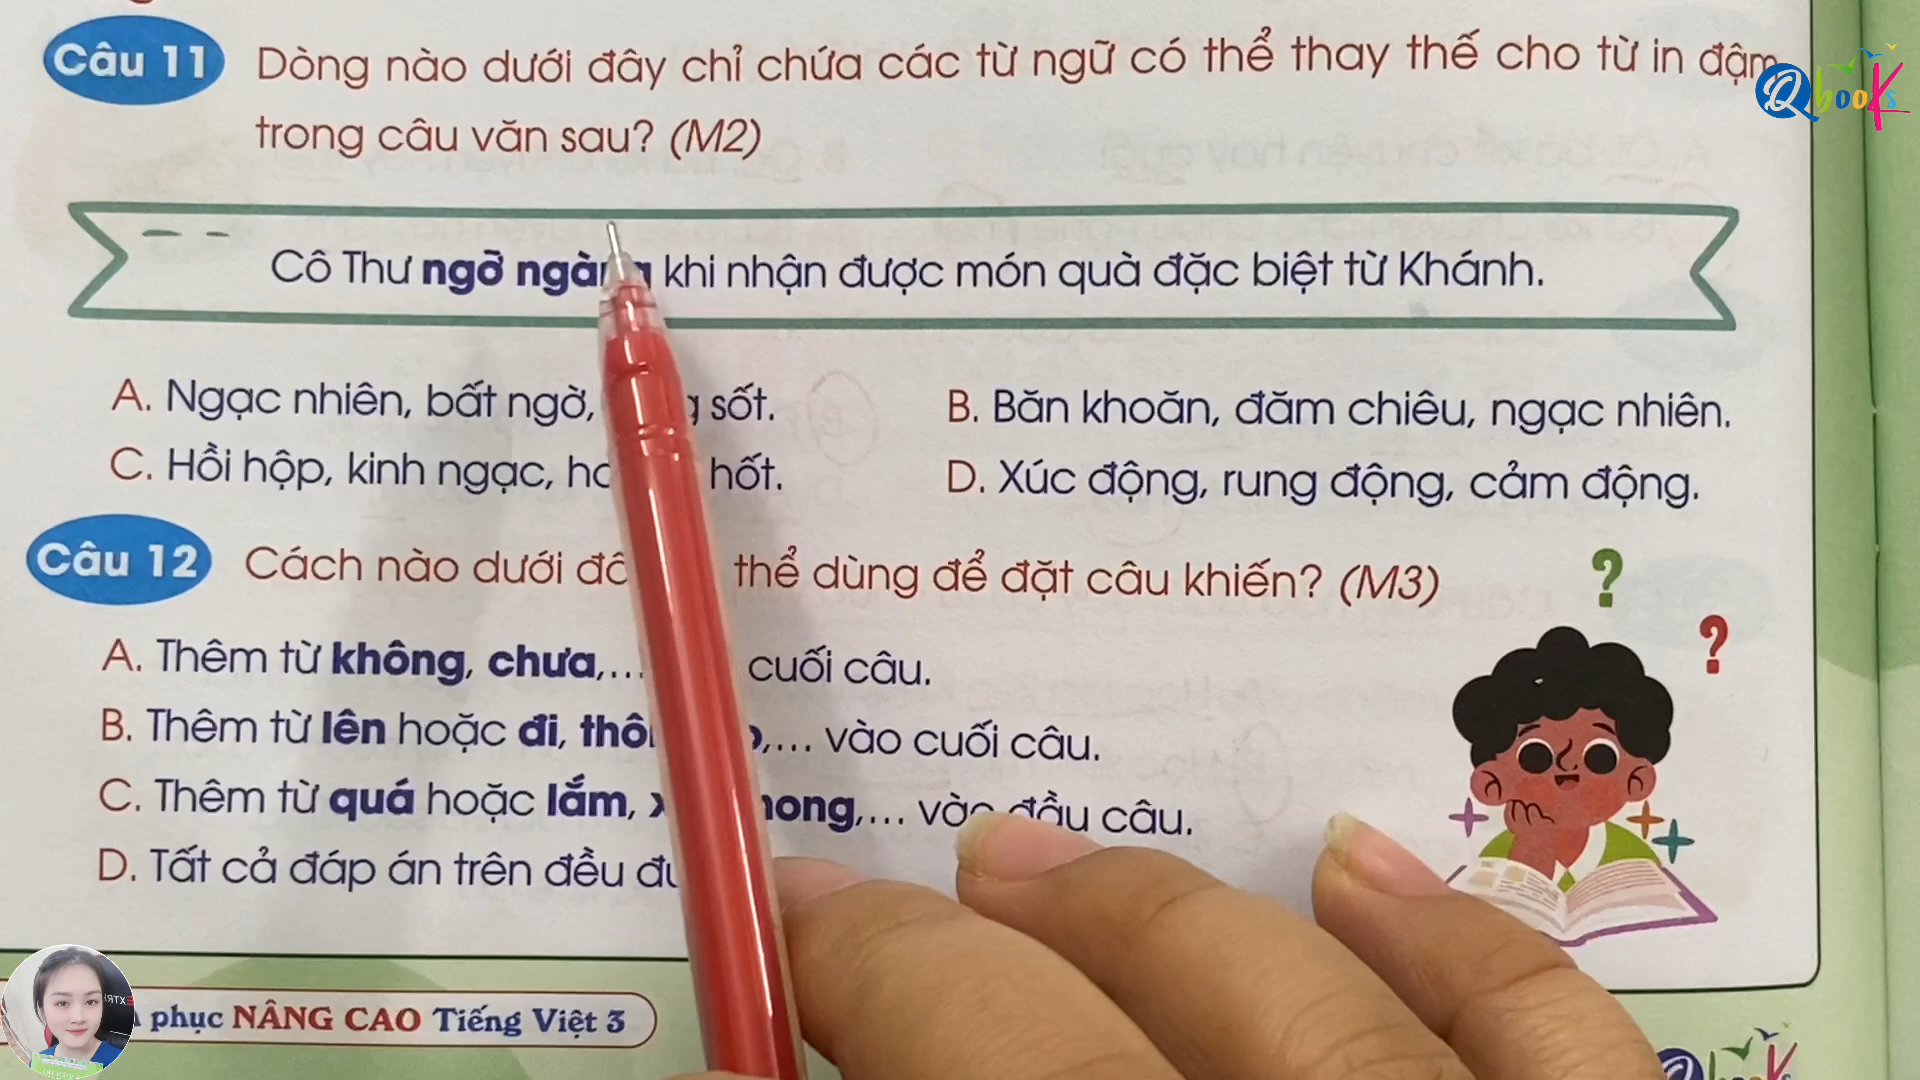 Câu 11 Dòng nào dưới đây chỉ chứa các từ ngữ có thể thay thế cho từ in đậm
trong câu văn sau? (M2)
Qbooks
Cô Thư ngỡ ngàng khi nhận được món quà đặc biệt từ Khánh.
A. Ngạc nhiên, bất ngờ, sốt. B. Băn khoăn, đăm chiêu, ngạc nhiên.
C. Hồi hộp, kinh ngạc, hốt. D. Xúc động, rung động, cảm động.
Câu 12 Cách nào dưới thể dùng để đặt câu khiến? (M3)
? ?
A. Thêm từ không, chưa,... cuối câu.
B. Thêm từ lên hoặc đi, ,... vào cuối câu.
C. Thêm từ quá hoặc lắm, ,... vào đầu câu.
D. Tất cả đáp án trên đều
phục NÂNG CAO Tiếng Việt 3